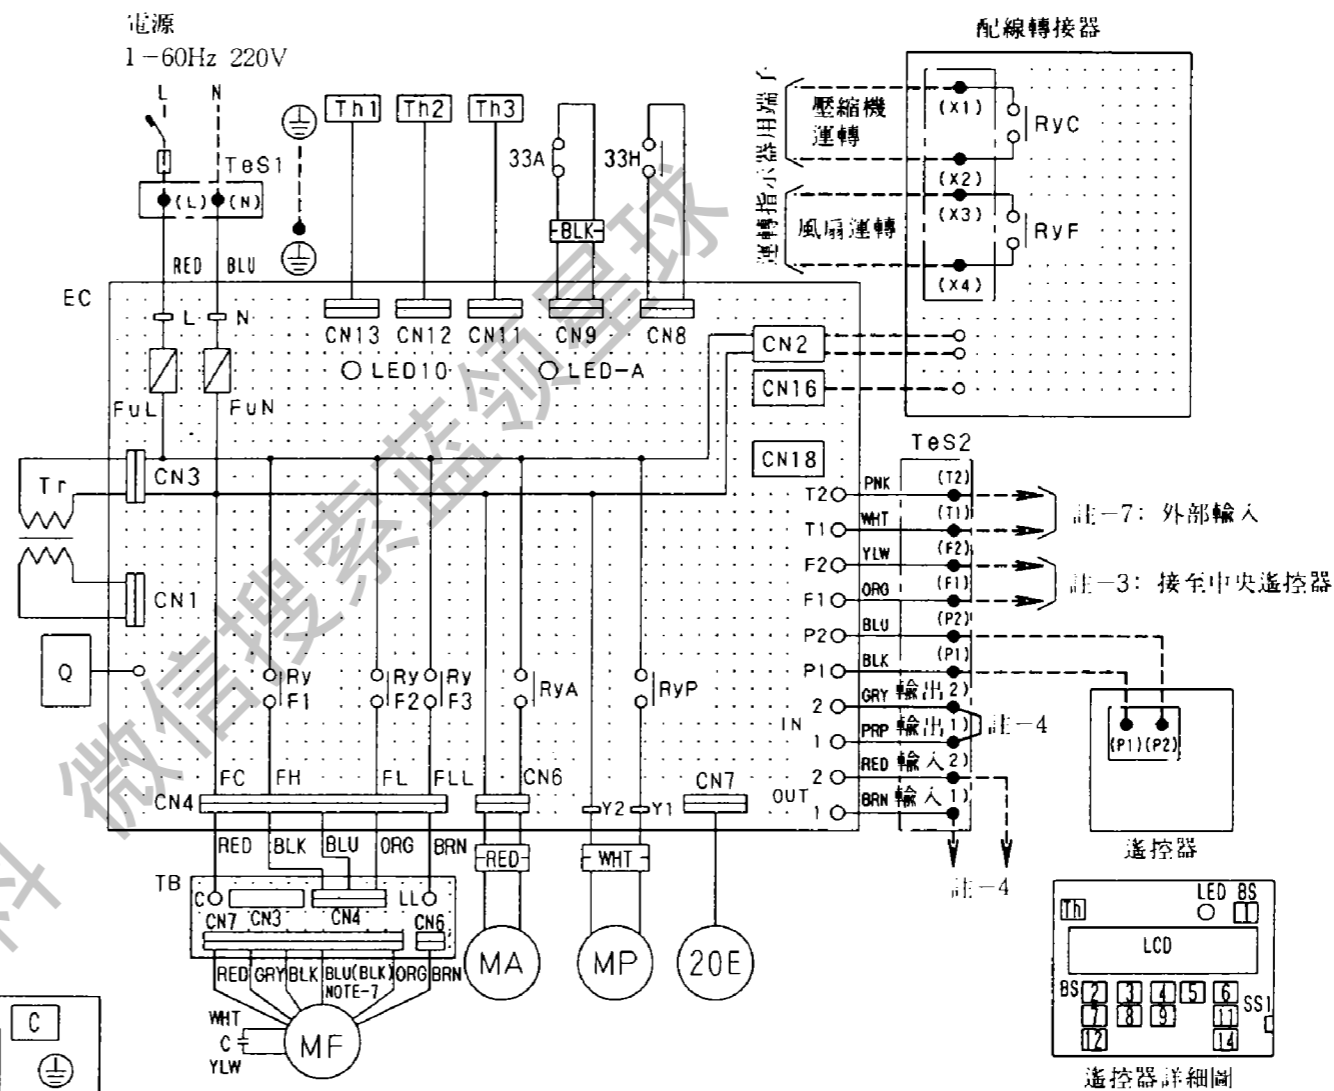 電源
1-60Hz 220V
L N
TeS1
(L) (N)
RED BLU
Th1 Th2 Th3
33A 33H
BLK
配線轉接器
運轉指示器用端子
壓縮機
運轉
(X1)
RyC
(X2)
風扇運轉
(X3)
RyF
(X4)
EC
L N
CN13 CN12 CN11 CN9 CN8
LED10 LED-A
FuL FuN
CN2
CN16
CN18
Tr
CN3
CN1
Q
TeS2
T2 PNK (T2)
T1 WHT (T1)
註-7: 外部輸入
F2 YLW (F2)
F1 ORG (F1)
註-3: 接至中央遙控器
P2 BLU (P2)
P1 BLK (P1)
IN
2 GRY 輸出2)
1 PRP 輸出1)
註-4
OUT
2 RED 輸入2)
1 BRN 輸入1)
註-4
(P1)(P2)
遙控器
Ry F1
Ry F2
Ry F3
RyA
RyP
FC FH FL FLL
CN4 CN6 Y2 Y1 CN7
RED BLK BLU ORG BRN
RED WHT
TB
C CN3 CN4 LL
CN7 CN6
RED GRY BLK BLU(BLK) ORG BRN
NOTE-7
WHT
C
YLW
MF
MA
MP
20E
C
Th LED BS
1
LCD
BS 2 3 4 5 6
7 8 9 11 SS1
12 14
遙控器詳細圖
微信搜索蓝领星球
料